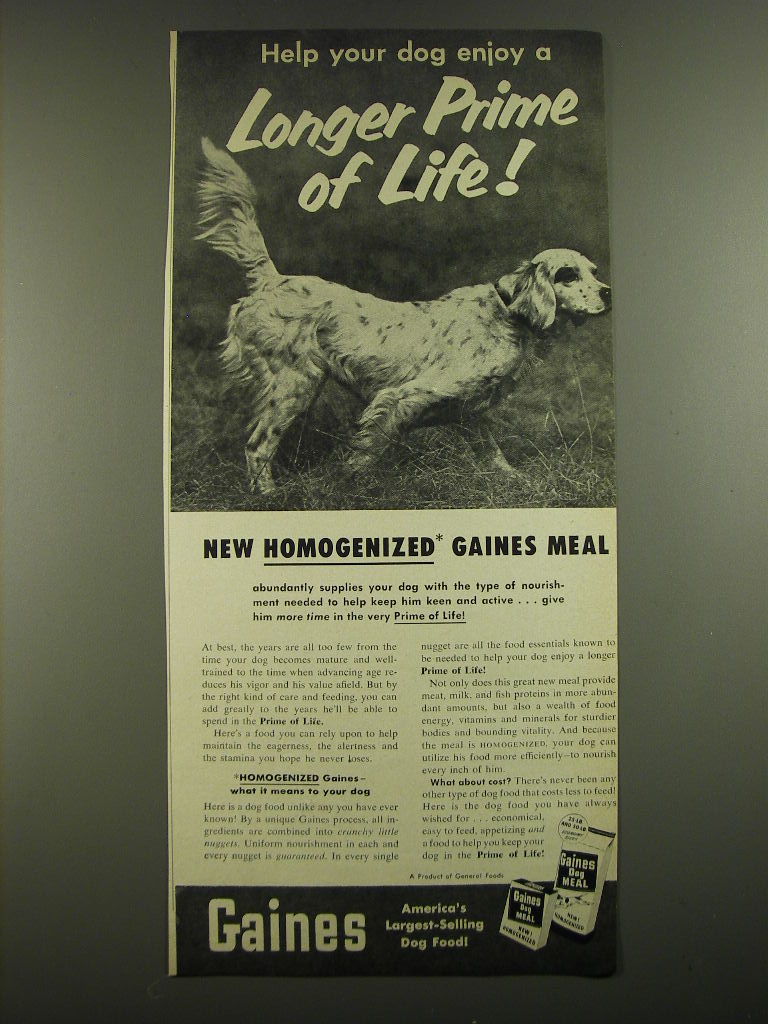 Help your dog enjoy a
Longer Prime
of Life!
NEW HOMOGENIZED* GAINES MEAL
abundantly supplies your dog with the type of nourish-
ment needed to help keep him keen and active . . . give
him more time in the very Prime of Life!
At best, the years are all too few from the
time your dog becomes mature and well-
trained to the time when advancing age re-
duces his vigor and his value afield. But by
the right kind of care and feeding, you can
add greatly to the years he'll be able to
spend in the Prime of Life.
Here's a food you can rely upon to help
maintain the eagerness, the alertness and
the stamina you hope he never loses.
*HOMOGENIZED Gaines—
what it means to your dog
Here is a dog food unlike any you have ever
known! By a unique Gaines process, all in-
gredients are combined into crunchy little
nuggets. Uniform nourishment in each and
every nugget is guaranteed. In every single
nugget are all the food essentials known to
be needed to help your dog enjoy a longer
Prime of Life!
Not only does this great new meal provide
meat, milk, and fish proteins in more abun-
dant amounts, but also a wealth of food
energy, vitamins and minerals for sturdier
bodies and bounding vitality. And because
the meal is HOMOGENIZED, your dog can
utilize his food more efficiently—to nourish
every inch of him.
What about cost? There's never been any
other type of dog food that costs less to feed!
Here is the dog food you have always
wished for . . . economical,
easy to feed, appetizing and
a food to help you keep your
dog in the Prime of Life!
A Product of General Foods
Gaines
America's
Largest-Selling
Dog Food!
Gaines
Dog
MEAL
NEW!
HOMOGENIZED
25 LB
AND 50 LB
Gaines
Dog
MEAL
NEW!
HOMOGENIZED